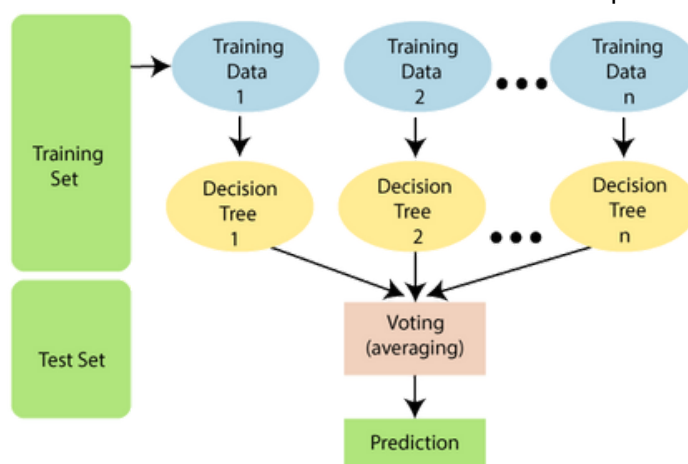 Training
Set
Training
Data
1
Training
Data
2
Training
Data
n
Decision
Tree
1
Decision
Tree
2
Decision
Tree
n
Test Set
Voting
(averaging)
Prediction